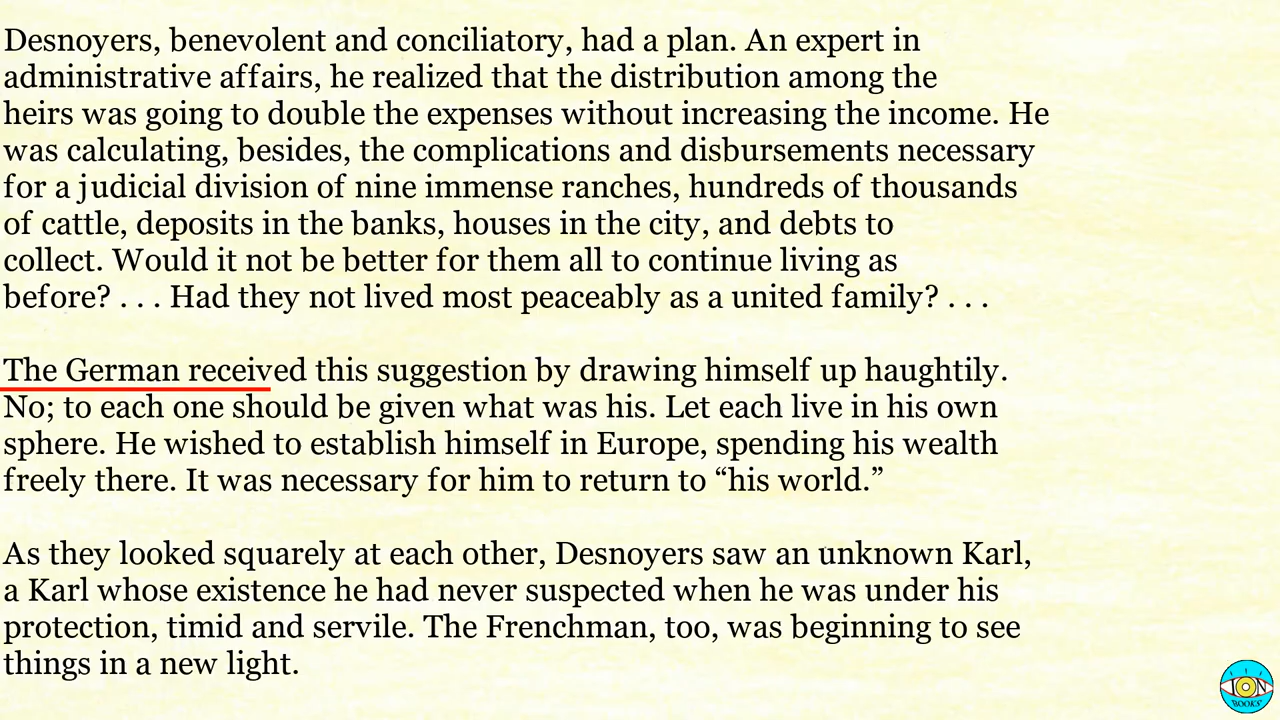 Desnoyers, benevolent and conciliatory, had a plan. An expert in
administrative affairs, he realized that the distribution among the
heirs was going to double the expenses without increasing the income. He
was calculating, besides, the complications and disbursements necessary
for a judicial division of nine immense ranches, hundreds of thousands
of cattle, deposits in the banks, houses in the city, and debts to
collect. Would it not be better for them all to continue living as
before? . . . Had they not lived most peaceably as a united family? . . .
The German received this suggestion by drawing himself up haughtily.
No; to each one should be given what was his. Let each live in his own
sphere. He wished to establish himself in Europe, spending his wealth
freely there. It was necessary for him to return to “his world.”
As they looked squarely at each other, Desnoyers saw an unknown Karl,
a Karl whose existence he had never suspected when he was under his
protection, timid and servile. The Frenchman, too, was beginning to see
things in a new light.
ION
BOOKS